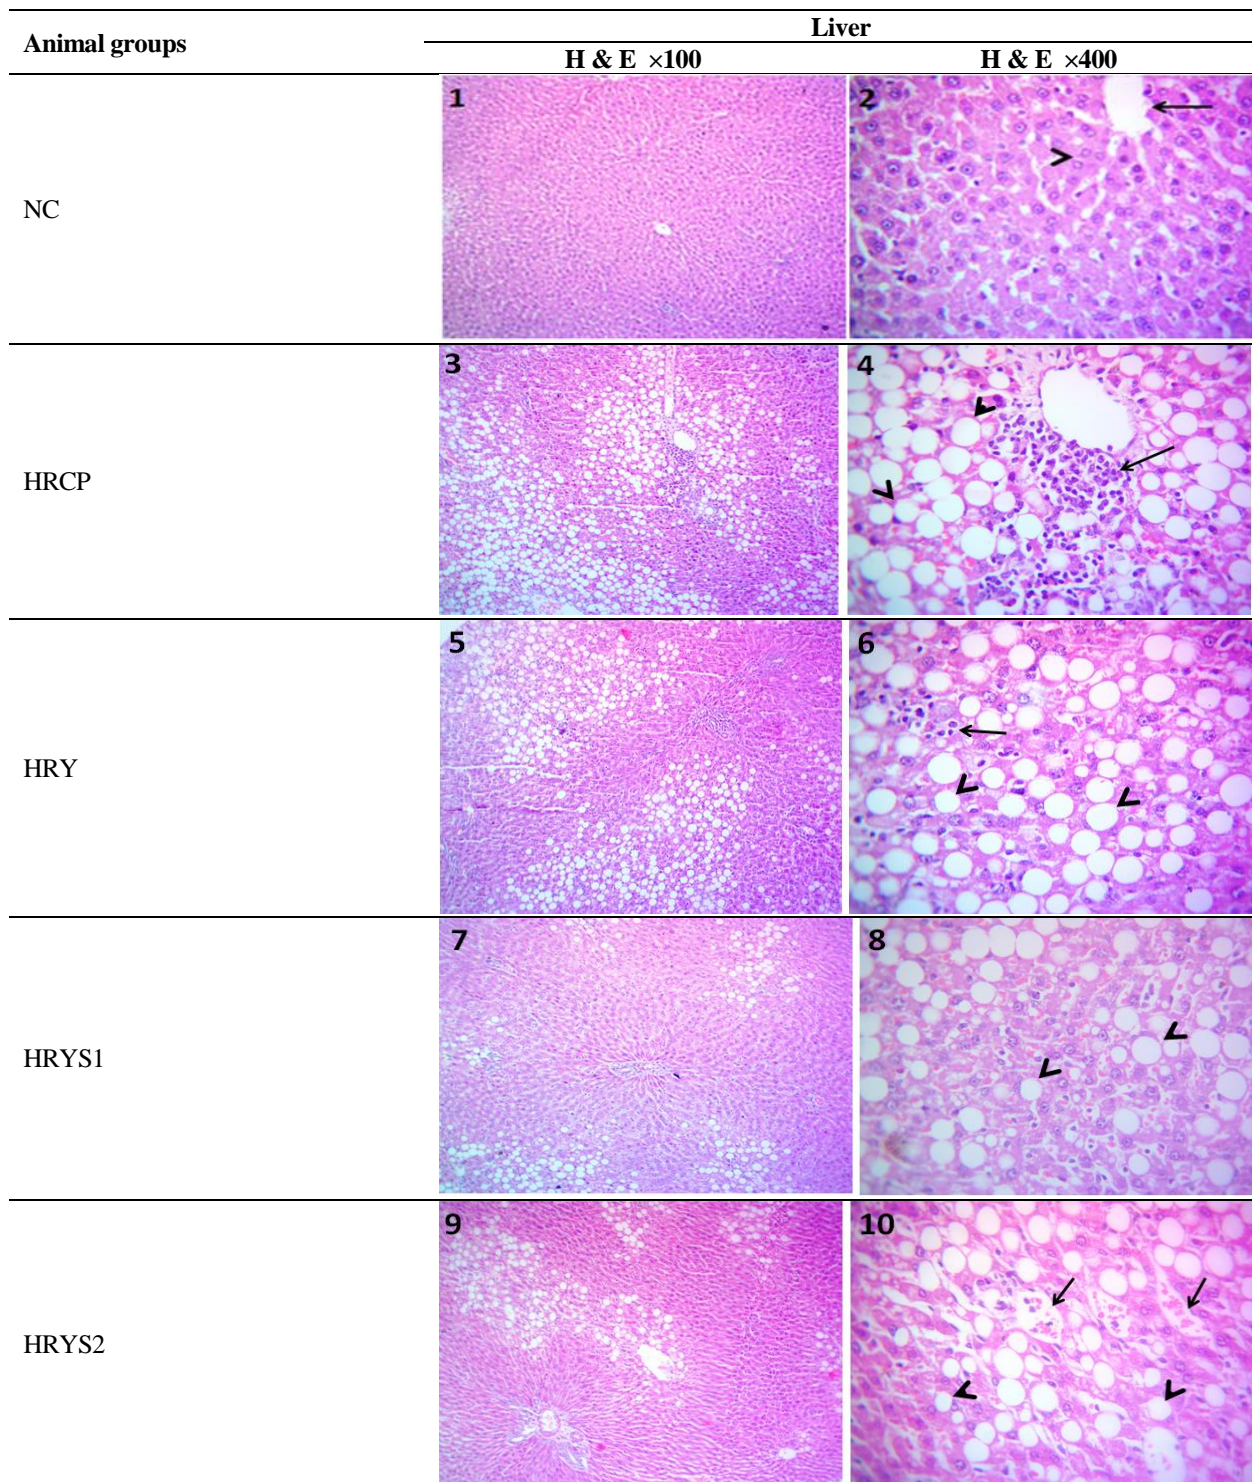 Animal groups
Liver
H & E ×100
H & E ×400
NC
1
2
HRCP
3
4
HRY
5
6
HRYS1
7
8
HRYS2
9
10